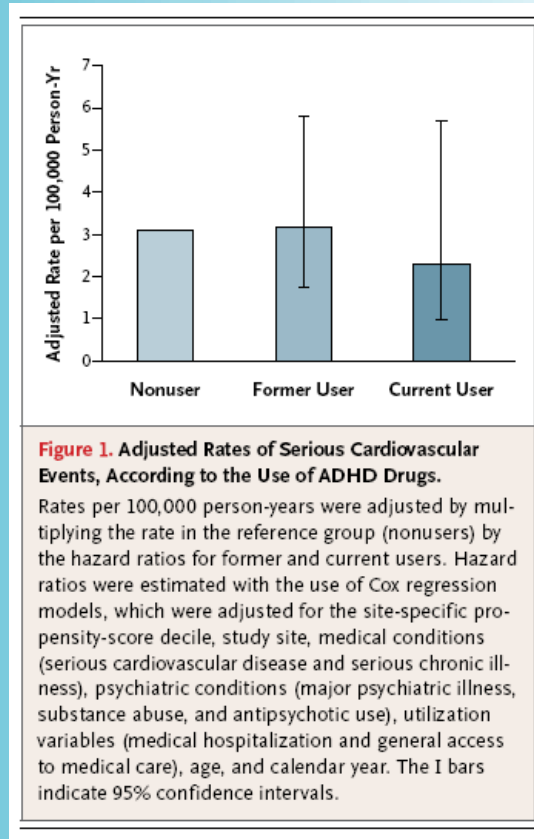 Adjusted Rate per 100,000 Person-Yr
7
6
5
4
3
2
1
0
Nonuser Former User Current User
Figure 1. Adjusted Rates of Serious Cardiovascular
Events, According to the Use of ADHD Drugs.
Rates per 100,000 person-years were adjusted by mul-
tiplying the rate in the reference group (nonusers) by
the hazard ratios for former and current users. Hazard
ratios were estimated with the use of Cox regression
models, which were adjusted for the site-specific pro-
pensity-score decile, study site, medical conditions
(serious cardiovascular disease and serious chronic ill-
ness), psychiatric conditions (major psychiatric illness,
substance abuse, and antipsychotic use), utilization
variables (medical hospitalization and general access
to medical care), age, and calendar year. The I bars
indicate 95% confidence intervals.